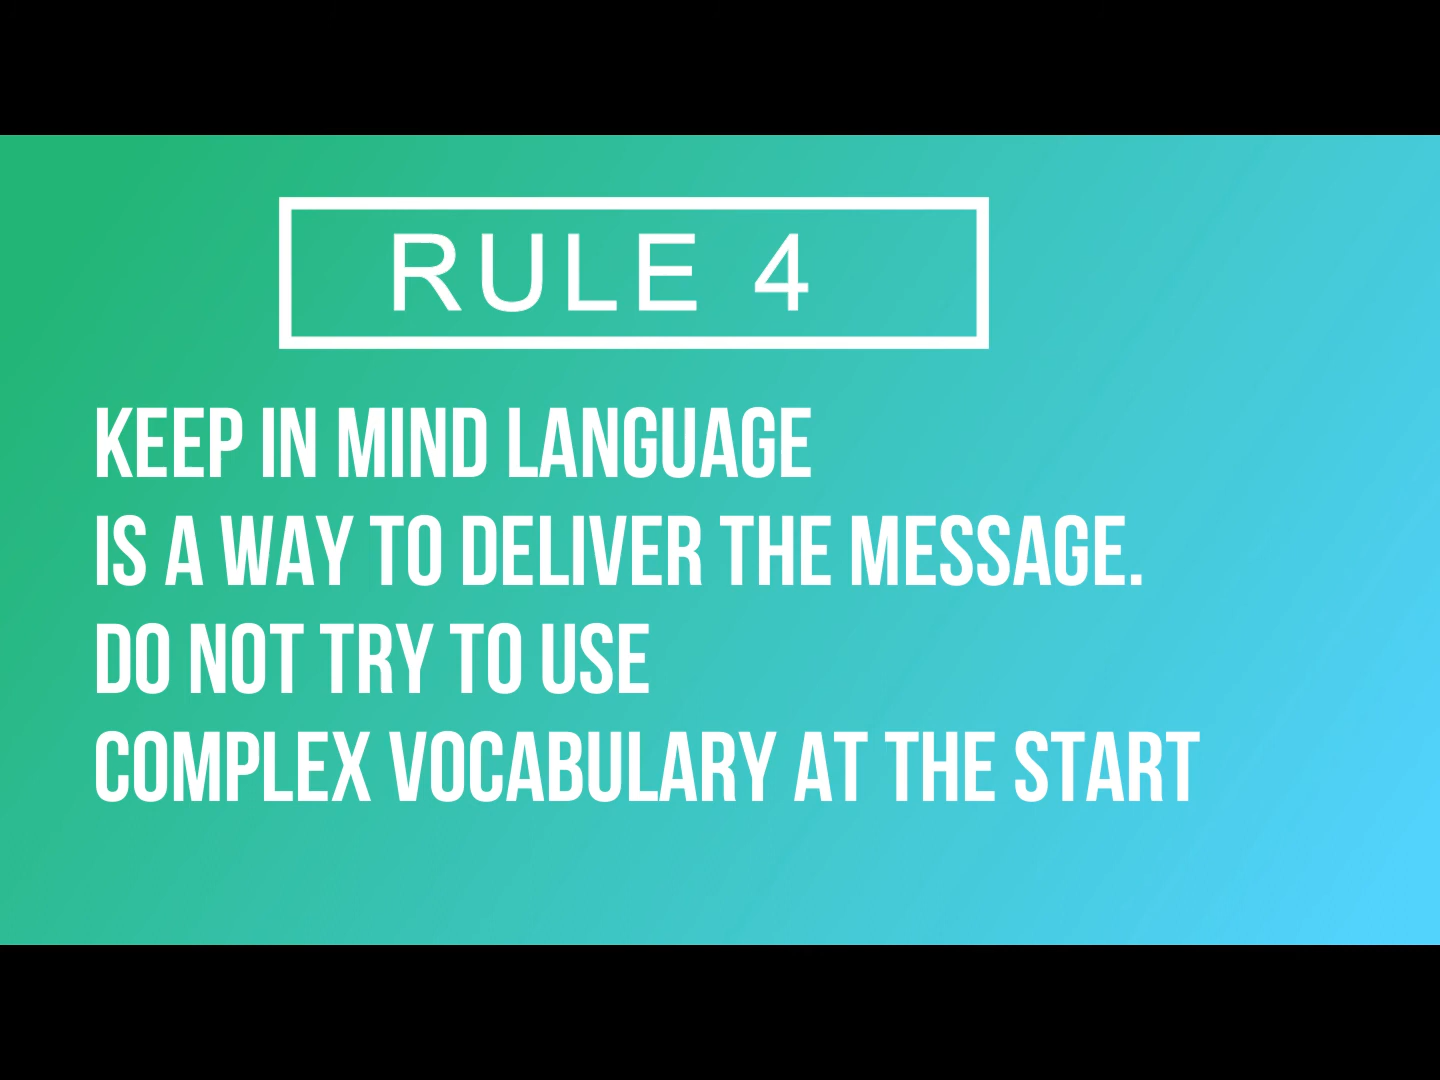 RULE 4
KEEP IN MIND LANGUAGE
IS A WAY TO DELIVER THE MESSAGE.
DO NOT TRY TO USE
COMPLEX VOCABULARY AT THE START